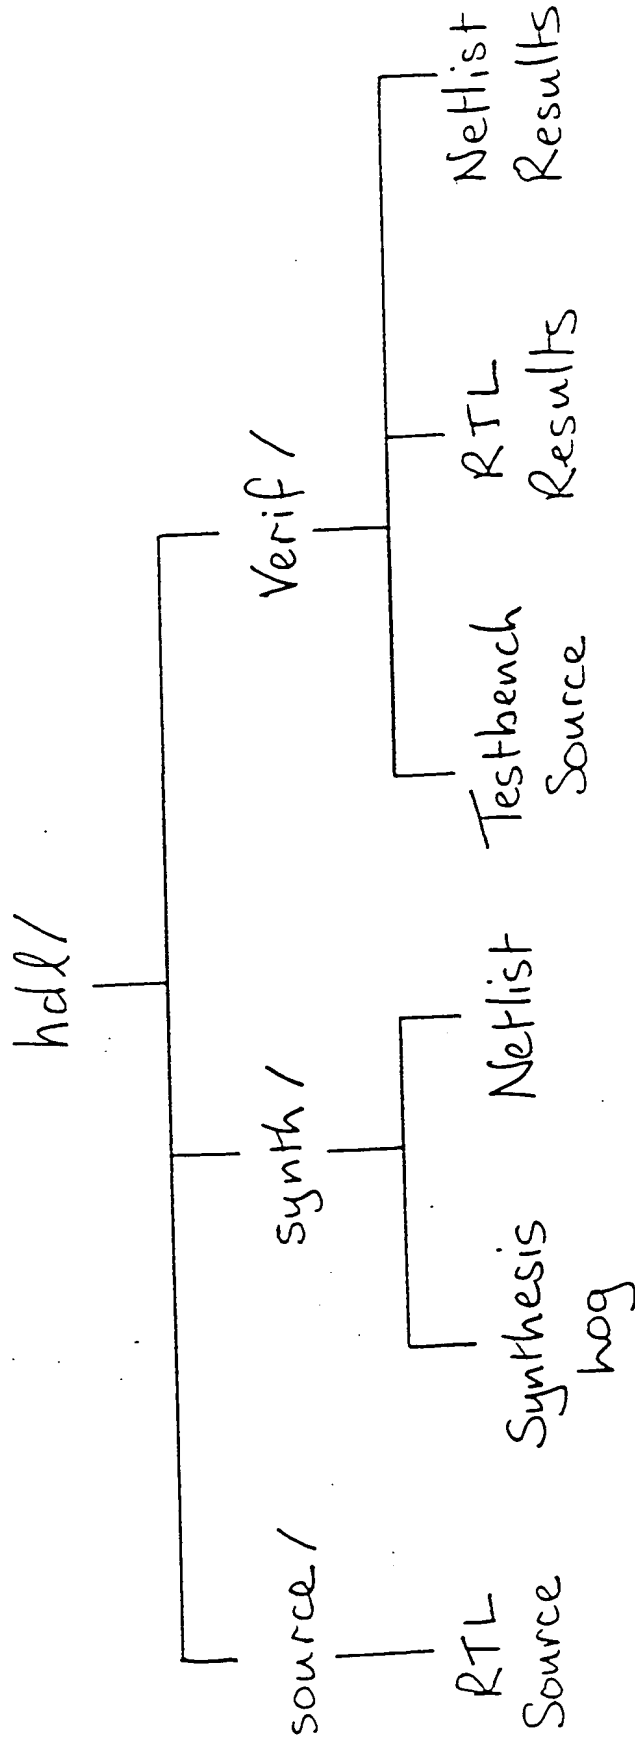 hdl/
source/
synth/
Verif/
RTL
Source
Synthesis
Log
Netlist
Testbench
Source
RTL
Results
Netlist
Results